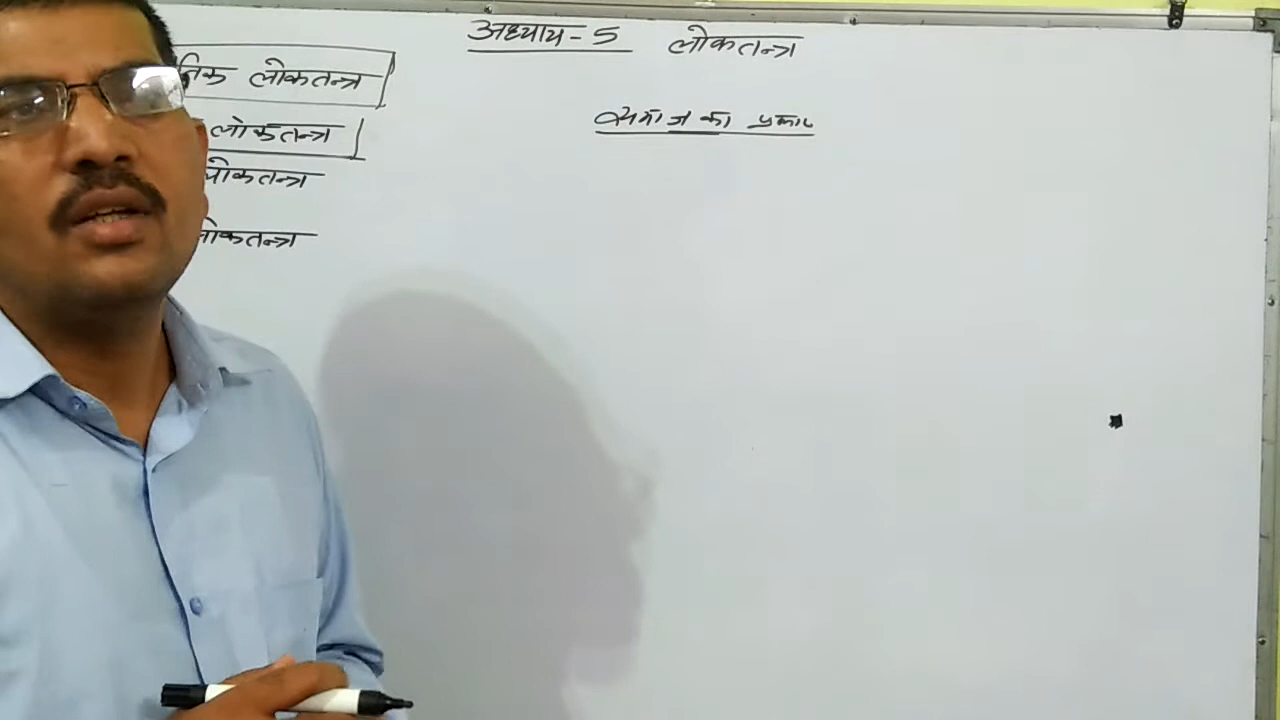 अध्याय-5 लोकतन्त्र
समाज का प्रकार
तिक लोकतन्त्र
लोकतन्त्र
लोकतन्त्र
लोकतन्त्र